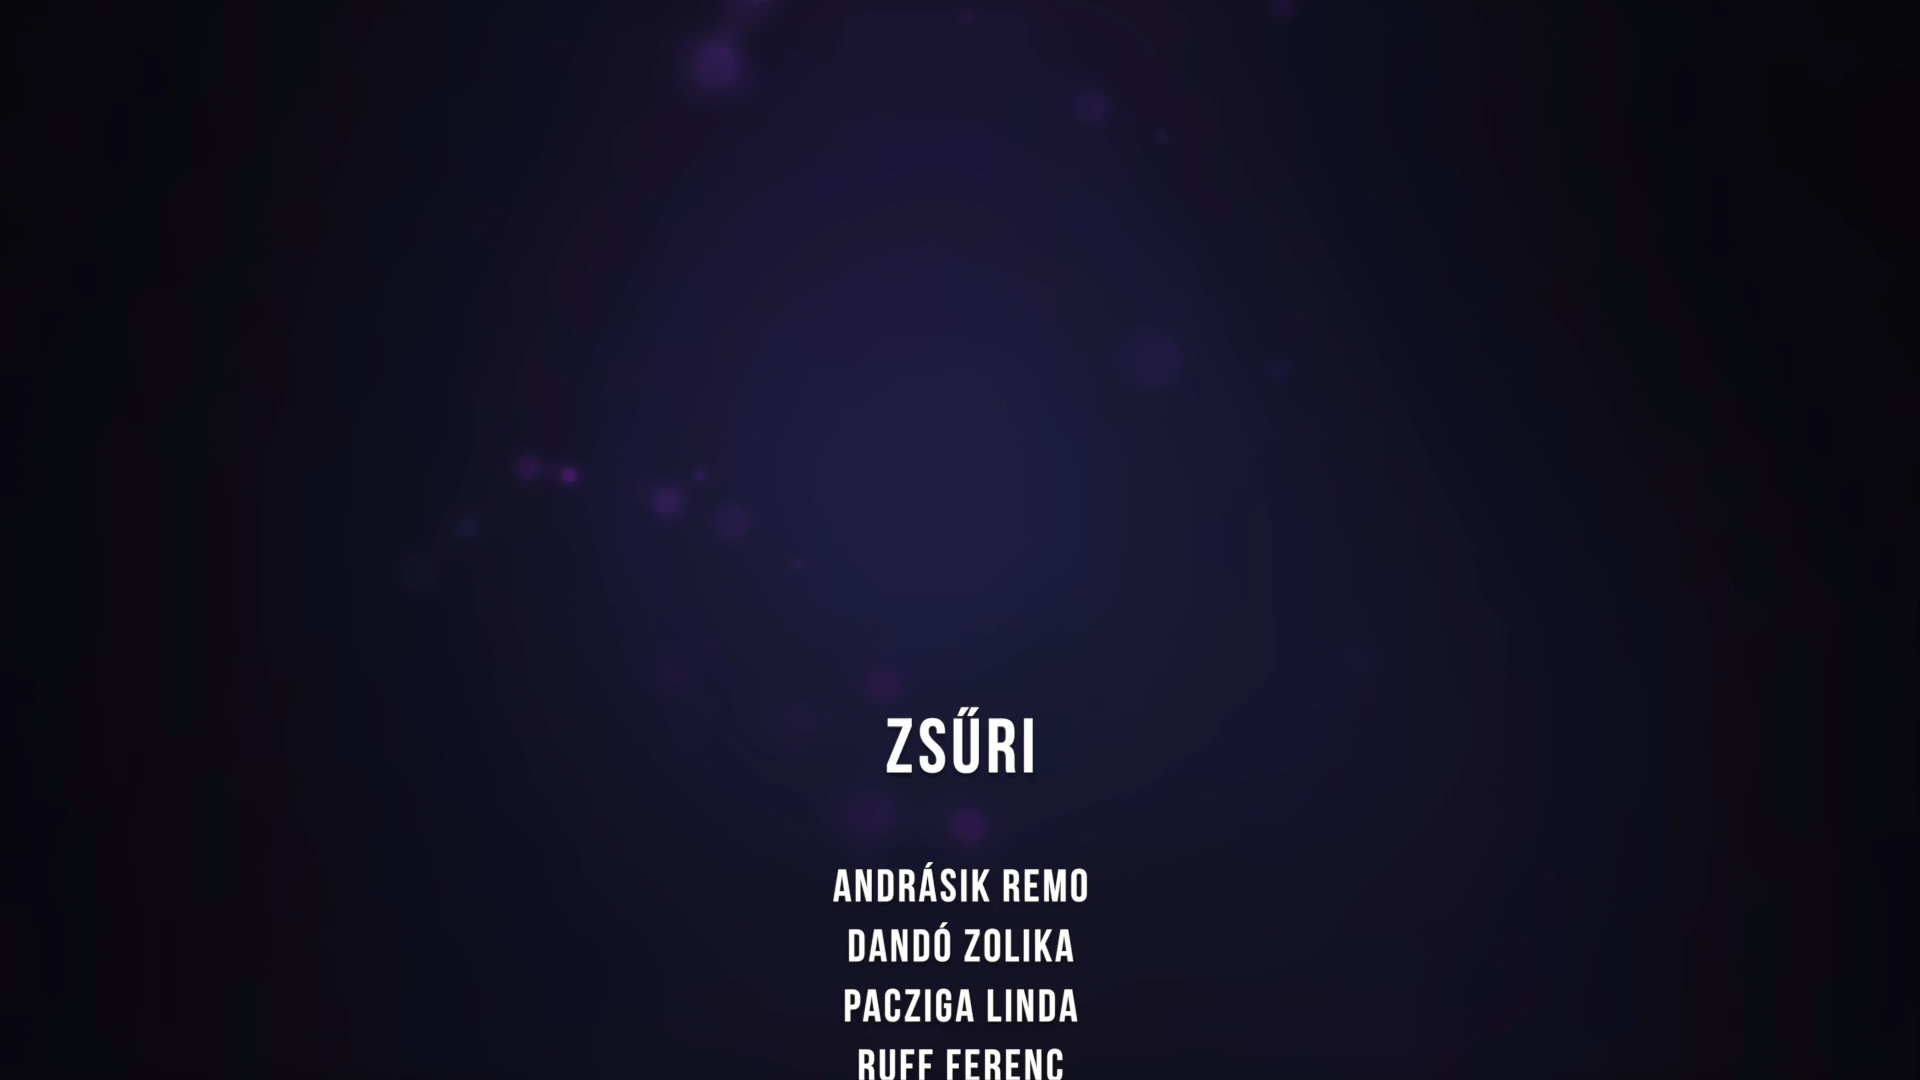 ZSŰRI
ANDRÁSIK REMO
DANDÓ ZOLIKA
PACZIGA LINDA
RUFF FERENC